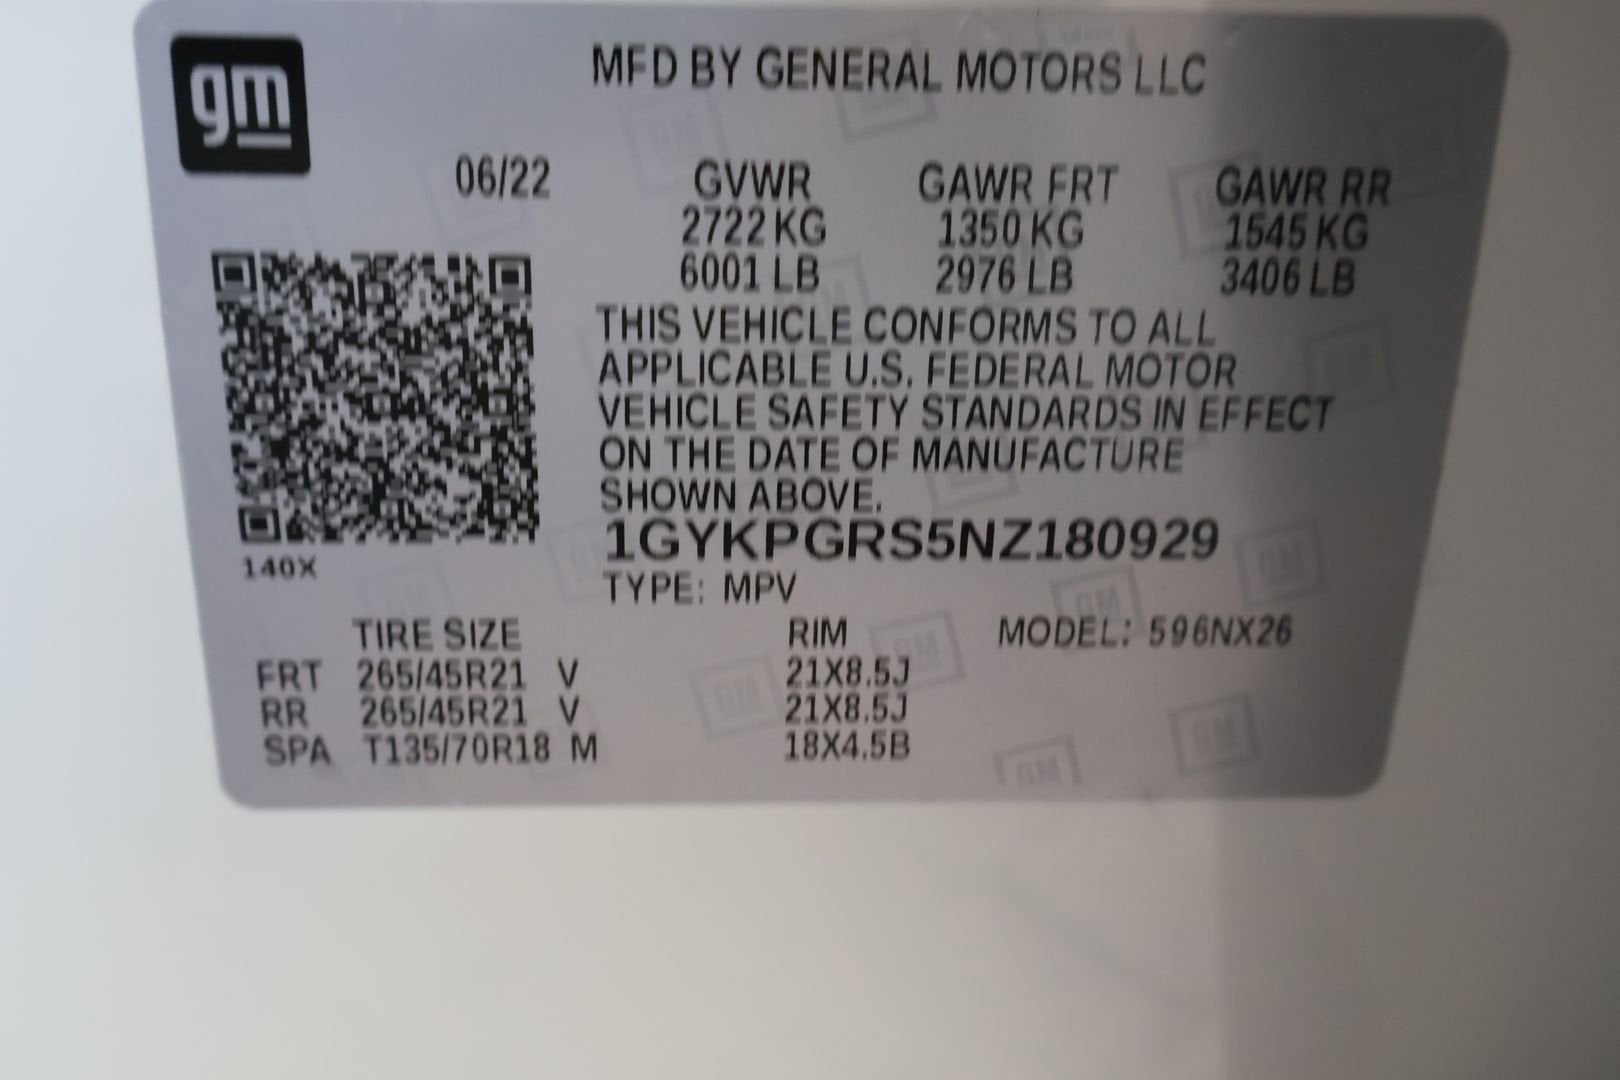 gm
MFD BY GENERAL MOTORS LLC
06/22 GVWR GAWR FRT GAWR RR
2722 KG 1350 KG 1545 KG
6001 LB 2976 LB 3406 LB
THIS VEHICLE CONFORMS TO ALL
APPLICABLE U.S. FEDERAL MOTOR
VEHICLE SAFETY STANDARDS IN EFFECT
ON THE DATE OF MANUFACTURE
SHOWN ABOVE.
1GYKPGRS5NZ180929
140X
TYPE: MPV
TIRE SIZE RIM MODEL: 596NX26
FRT 265/45R21 V 21X8.5J
RR 265/45R21 V 21X8.5J
SPA T135/70R18 M 18X4.5B